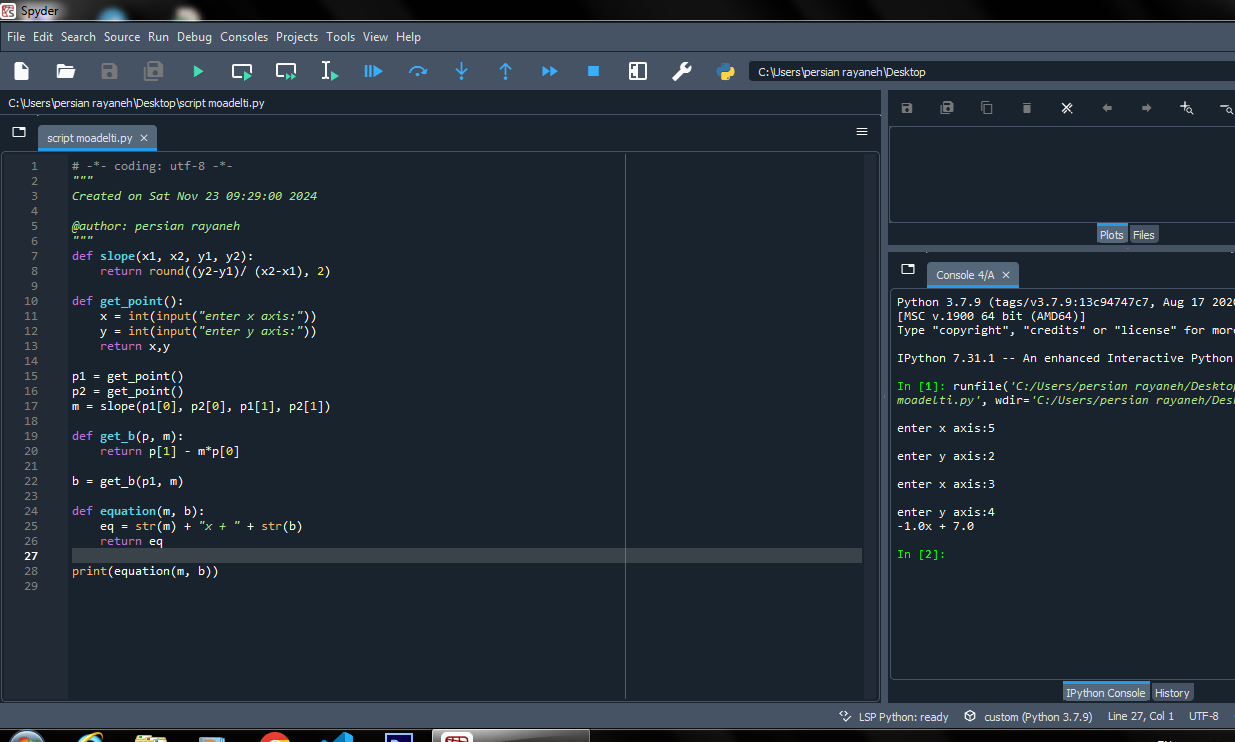 Spyder
File Edit Search Source Run Debug Consoles Projects Tools View Help
C:\Users\persian rayaneh\Desktop
C:\Users\persian rayaneh\Desktop\script moadelti.py
script moadelti.py
1 # -*- coding: utf-8 -*-
2 """
3 Created on Sat Nov 23 09:29:00 2024
4
5 @author: persian rayaneh
6 """
7 def slope(x1, x2, y1, y2):
8     return round((y2-y1)/ (x2-x1), 2)
9
10 def get_point():
11     x = int(input("enter x axis:"))
12     y = int(input("enter y axis:"))
13     return x,y
14
15 p1 = get_point()
16 p2 = get_point()
17 m = slope(p1[0], p2[0], p1[1], p2[1])
18
19 def get_b(p, m):
20     return p[1] - m*p[0]
21
22 b = get_b(p1, m)
23
24 def equation(m, b):
25     eq = str(m) + "x + " + str(b)
26     return eq
27
28 print(equation(m, b))
29
Plots Files
Console 4/A
Python 3.7.9 (tags/v3.7.9:13c94747c7, Aug 17 2020
[MSC v.1900 64 bit (AMD64)]
Type "copyright", "credits" or "license" for more
IPython 7.31.1 -- An enhanced Interactive Python
In [1]: runfile('C:/Users/persian rayaneh/Desktop
moadelti.py', wdir='C:/Users/persian rayaneh/Des
enter x axis:5
enter y axis:2
enter x axis:3
enter y axis:4
-1.0x + 7.0
In [2]:
IPython Console History
LSP Python: ready custom (Python 3.7.9) Line 27, Col 1 UTF-8